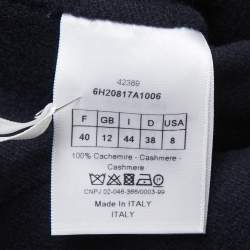 42389
6H20817A1006
F GB I D USA
40 12 44 38 8
100% Cachemire - Cashmere
Cashmere
CNPJ 02-046-366/0003-99
Made In ITALY
ITALY